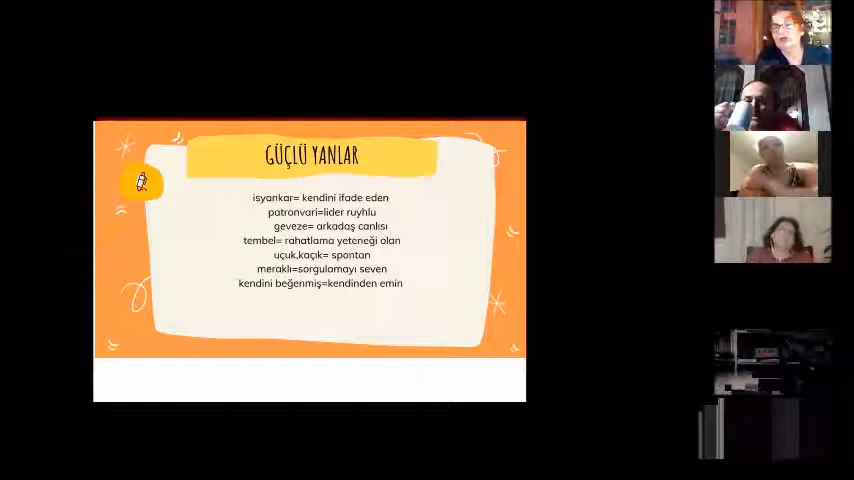 GÜÇLÜ YANLAR
isyankar= kendini ifade eden
patronvari=lider ruyhlu
geveze= arkadaş canlısı
tembel= rahatlama yeteneği olan
uçuk,kaçık= spontan
meraklı=sorgulamayı seven
kendini beğenmiş=kendinden emin